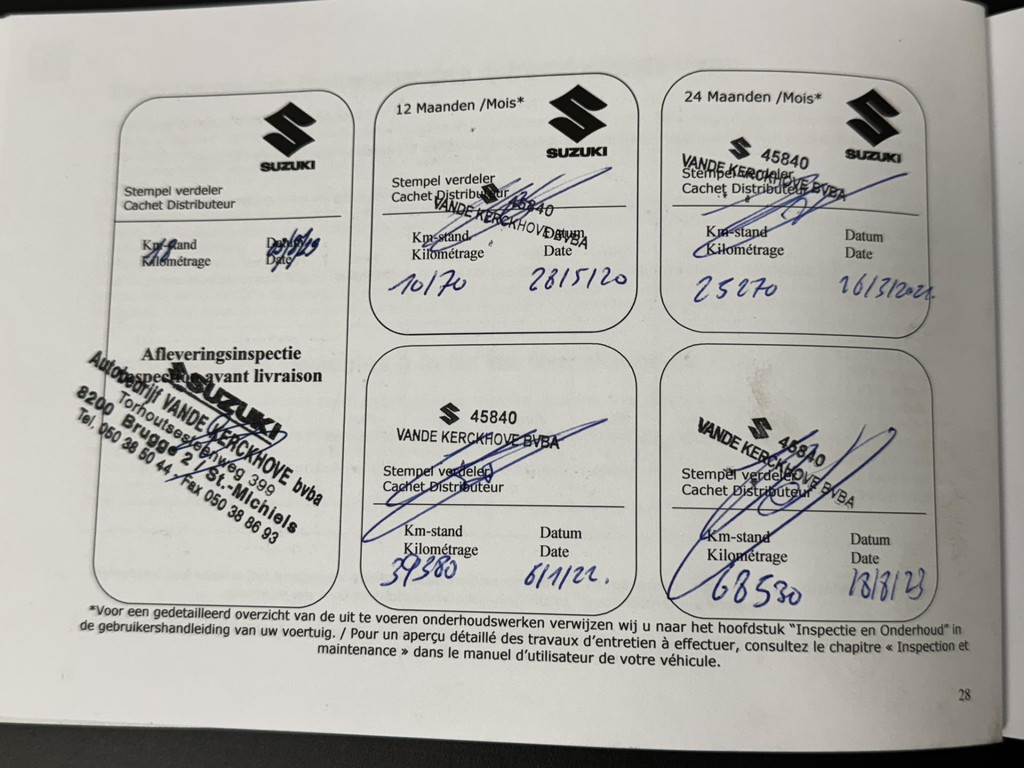 SUZUKI
Stempel verdeler
Cachet Distributeur
Km-stand
Kilométrage
Date
Afleveringsinspectie
Inspection avant livraison
SUZUKI
Autobedrijf VANDE KERCKHOVE bvba
Torhoutsesteenweg 399
8200 Brugge 2 / St.-Michiels
Tel. 050 38 50 44 / Fax 050 38 86 93
12 Maanden /Mois*
SUZUKI
Stempel verdeler
Cachet Distributeur
45840
VANDE KERCKHOVE BVBA
Km-stand Datum
Kilométrage Date
10170 28/5/20
24 Maanden /Mois*
SUZUKI
45840
VANDE KERCKHOVE BVBA
Stempel verdeler
Cachet Distributeur
Km-stand Datum
Kilométrage Date
25270 26/3/2021.
45840
VANDE KERCKHOVE BVBA
Stempel verdeler
Cachet Distributeur
Km-stand Datum
Kilométrage Date
39380 6/1/22.
45840
VANDE KERCKHOVE BVBA
Stempel verdeler
Cachet Distributeur
Km-stand Datum
Kilométrage Date
68530 18/8/23
*Voor een gedetailleerd overzicht van de uit te voeren onderhoudswerken verwijzen wij u naar het hoofdstuk "Inspectie en Onderhoud" in
de gebruikershandleiding van uw voertuig. / Pour un aperçu détaillé des travaux d'entretien à effectuer, consultez le chapitre « Inspection et
maintenance » dans le manuel d'utilisateur de votre véhicule.
28